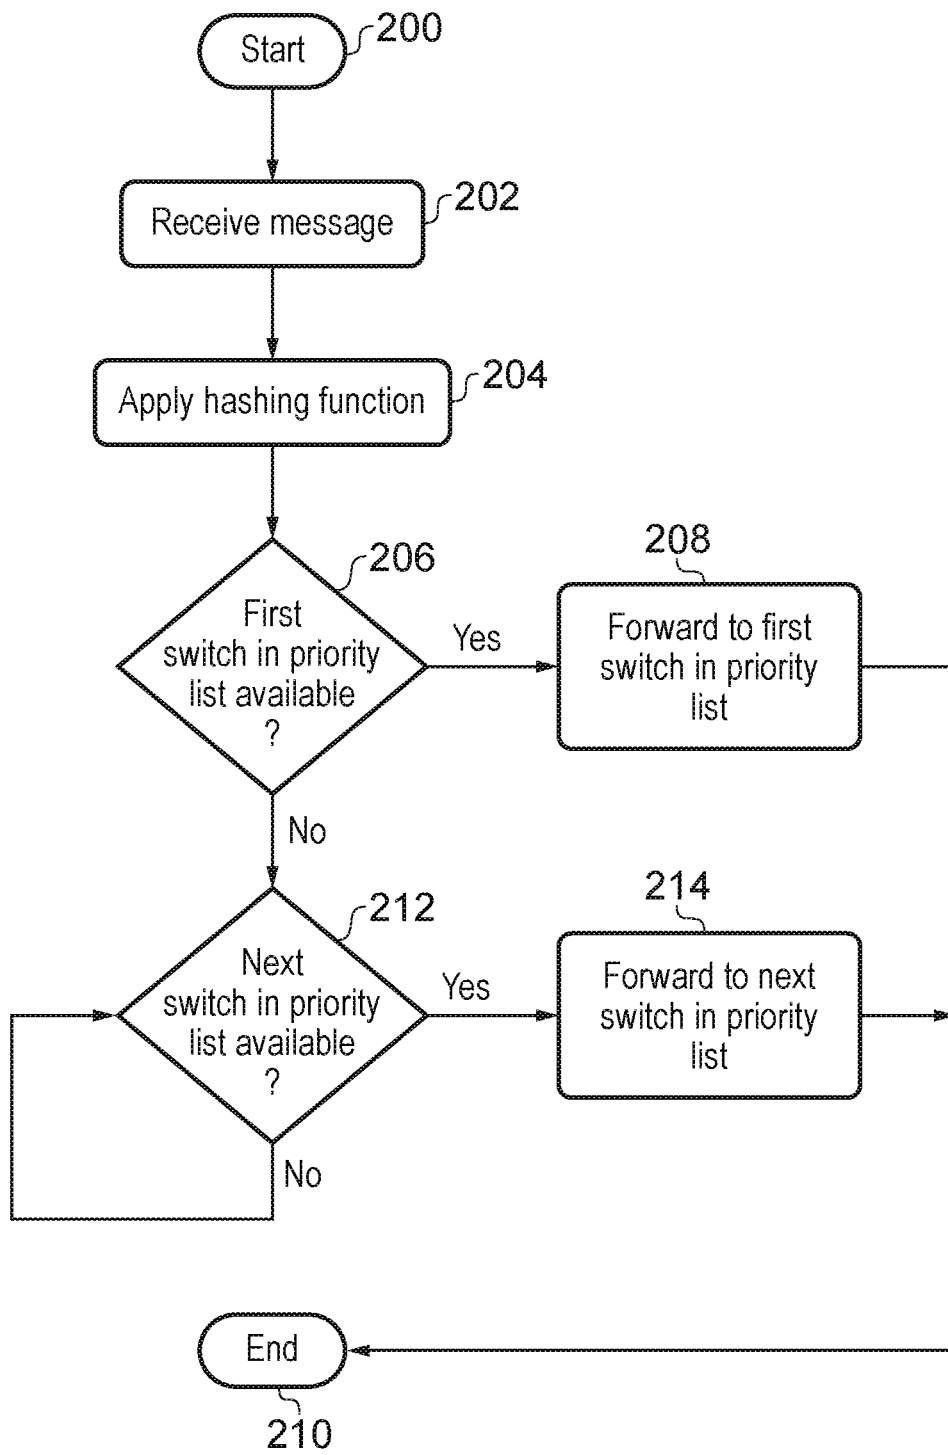 Start
200
Receive message
202
Apply hashing function
204
First
switch in priority
list available
?
206
Yes
Forward to first
switch in priority
list
208
No
Next
switch in priority
list available
?
212
Yes
Forward to next
switch in priority
list
214
No
End
210